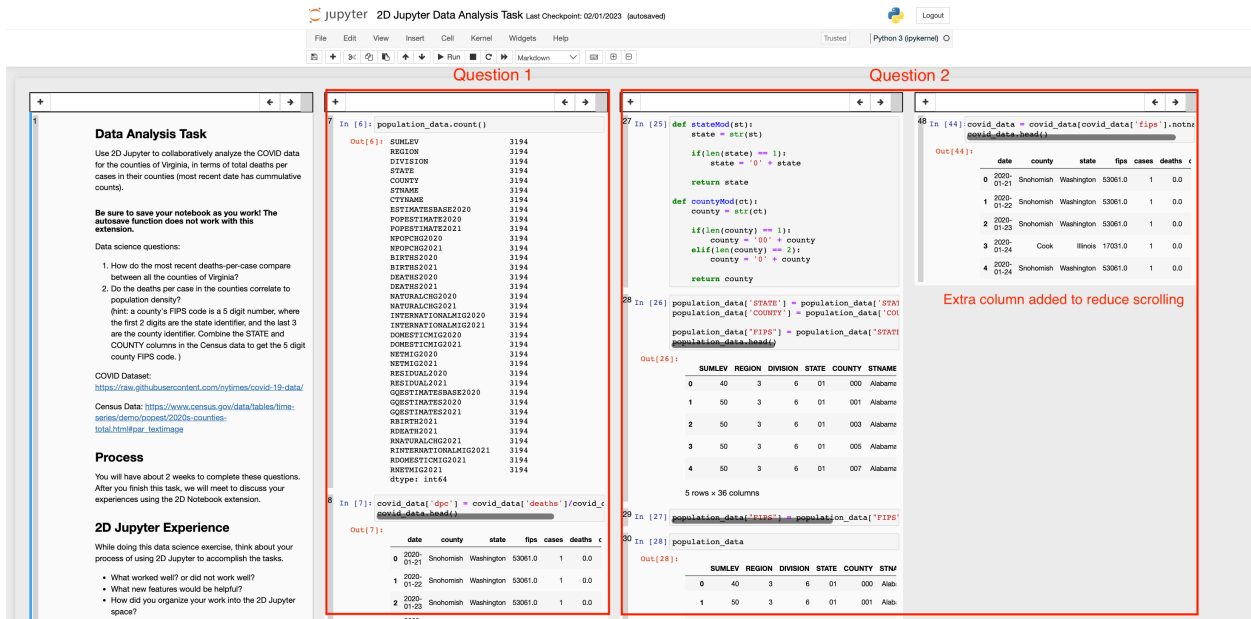 jupyter 2D Jupyter Data Analysis Task Last Checkpoint: 02/01/2023 (autosaved)
Logout
File Edit View Insert Cell Kernel Widgets Help
Trusted Python 3 (ipykernel)
Run Markdown
Question 1
Question 2
1
Data Analysis Task
Use 2D Jupyter to collaboratively analyze the COVID data
for the counties of Virginia, in terms of total deaths per
cases in their counties (most recent date has cummulative
counts).
Be sure to save your notebook as you work! The
autosave function does not work with this
extension.
Data science questions:
1. How do the most recent deaths-per-case compare
between all the counties of Virginia?
2. Do the deaths per case in the counties correlate to
population density?
(hint: a county's FIPS code is a 5 digit number, where
the first 2 digits are the state identifier, and the last 3
are the county identifier. Combine the STATE and
COUNTY columns in the Census data to get the 5 digit
county FIPS code. )
COVID Dataset:
https://raw.githubusercontent.com/nytimes/covid-19-data/
Census Data: https://www.census.gov/data/tables/time-
series/demo/popest/2020s-counties-
total.html#par_textimage
Process
You will have about 2 weeks to complete these questions.
After you finish this task, we will meet to discuss your
experiences using the 2D Notebook extension.
2D Jupyter Experience
While doing this data science exercise, think about your
process of using 2D Jupyter to accomplish the tasks.
• What worked well? or did not work well?
• What new features would be helpful?
• How did you organize your work into the 2D Jupyter
space?
7
In [6]: population_data.count()
Out[6]: SUMLEV 3194
REGION 3194
DIVISION 3194
STATE 3194
COUNTY 3194
STNAME 3194
CTYNAME 3194
ESTIMATESBASE2020 3194
POPESTIMATE2020 3194
POPESTIMATE2021 3194
NPOPCHG2020 3194
NPOPCHG2021 3194
BIRTHS2020 3194
BIRTHS2021 3194
DEATHS2020 3194
DEATHS2021 3194
NATURALCHG2020 3194
NATURALCHG2021 3194
INTERNATIONALMIG2020 3194
INTERNATIONALMIG2021 3194
DOMESTICMIG2020 3194
DOMESTICMIG2021 3194
NETMIG2020 3194
NETMIG2021 3194
RESIDUAL2020 3194
RESIDUAL2021 3194
GQESTIMATESBASE2020 3194
GQESTIMATES2020 3194
GQESTIMATES2021 3194
RBIRTH2021 3194
RDEATH2021 3194
RNATURALCHG2021 3194
RINTERNATIONALMIG2021 3194
RDOMESTICMIG2021 3194
RNETMIG2021 3194
dtype: int64
8
In [7]: covid_data['dpc'] = covid_data['deaths']/covid_c
covid_data.head()
Out[7]:
date county state fips cases deaths c
0 2020-01-21 Snohomish Washington 53061.0 1 0.0
1 2020-01-22 Snohomish Washington 53061.0 1 0.0
2 2020-01-23 Snohomish Washington 53061.0 1 0.0
27
In [25] def stateMod(st):
state = str(st)
if(len(state) == 1):
state = '0' + state
return state
def countyMod(ct):
county = str(ct)
if(len(county) == 1):
county = '00' + county
elif(len(county) == 2):
county = '0' + county
return county
28
In [26] population_data['STATE'] = population_data['STAT
population_data['COUNTY'] = population_data['COU
population_data["FIPS"] = population_data["STATE
population_data.head()
Out[26]:
SUMLEV REGION DIVISION STATE COUNTY STNAME
0 40 3 6 01 000 Alabama
1 50 3 6 01 001 Alabama
2 50 3 6 01 003 Alabama
3 50 3 6 01 005 Alabama
4 50 3 6 01 007 Alabama
5 rows × 36 columns
29
In [27] population_data["FIPS"] = population_data["FIPS"
30
In [28] population_data
Out[28]:
SUMLEV REGION DIVISION STATE COUNTY STNA
0 40 3 6 01 000 Alab
1 50 3 6 01 001 Alab
48
In [44]: covid_data = covid_data[covid_data['fips'].notna
covid_data.head()
Out[44]
date county state fips cases deaths c
0 2020-01-21 Snohomish Washington 53061.0 1 0.0
1 2020-01-22 Snohomish Washington 53061.0 1 0.0
2 2020-01-23 Snohomish Washington 53061.0 1 0.0
3 2020-01-24 Cook Illinois 17031.0 1 0.0
4 2020-01-24 Snohomish Washington 53061.0 1 0.0
Extra column added to reduce scrolling